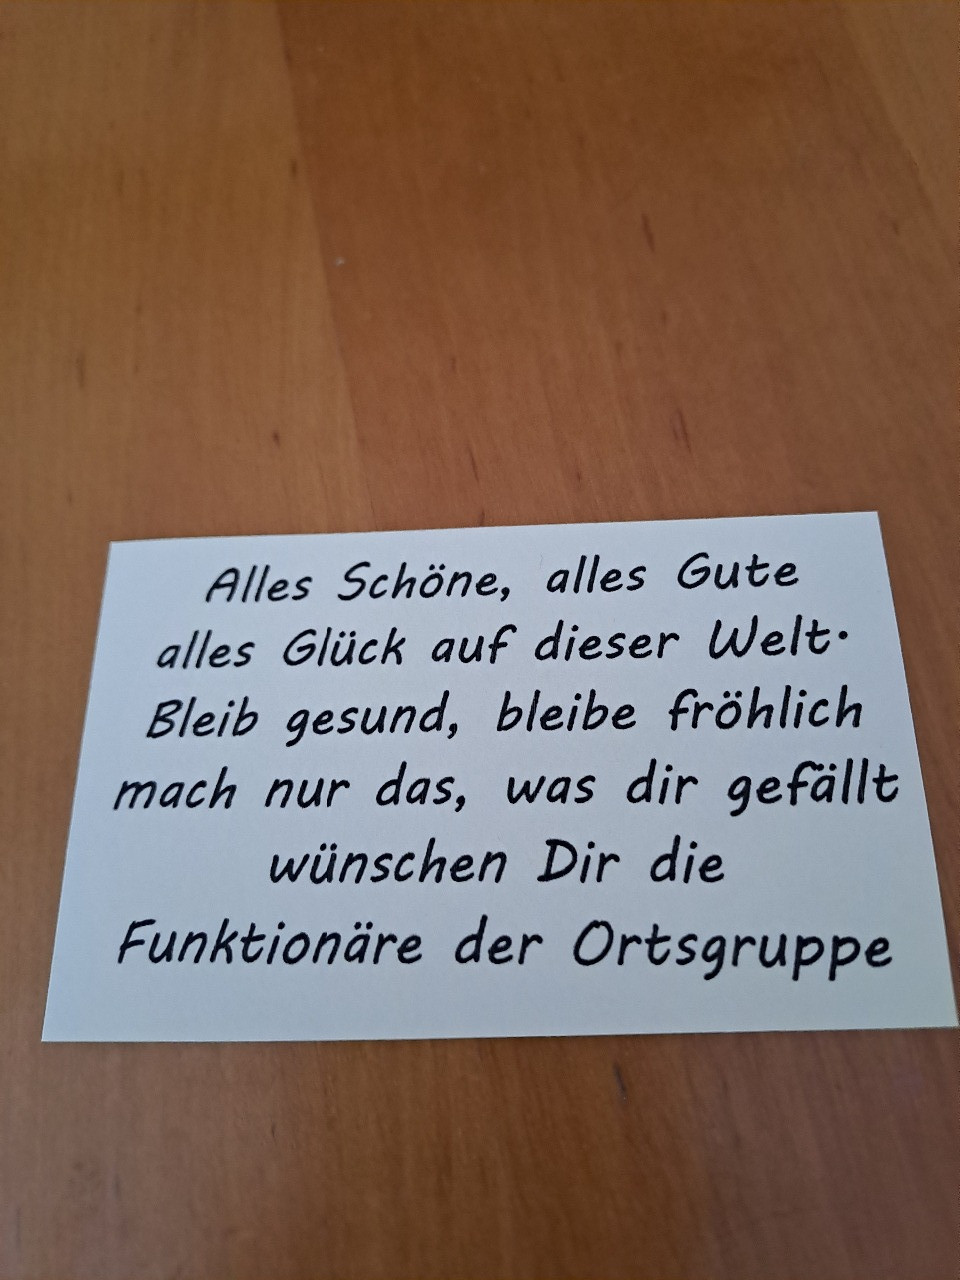 Alles Schöne, alles Gute
alles Glück auf dieser Welt.
Bleib gesund, bleibe fröhlich
mach nur das, was dir gefällt
wünschen Dir die
Funktionäre der Ortsgruppe